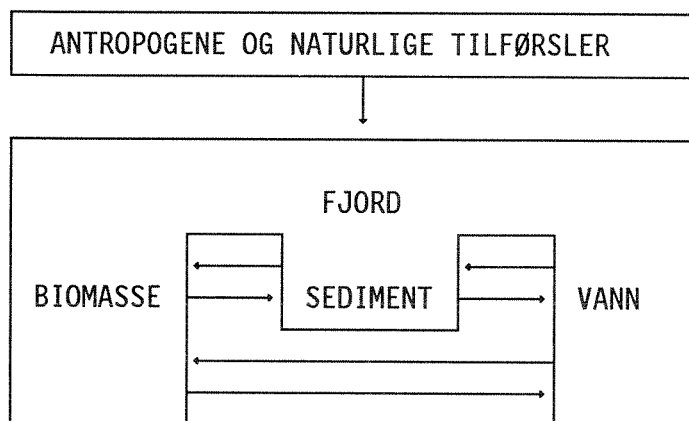 ANTROPOGENE OG NATURLIGE TILFØRSLER
FJORD
BIOMASSE SEDIMENT VANN